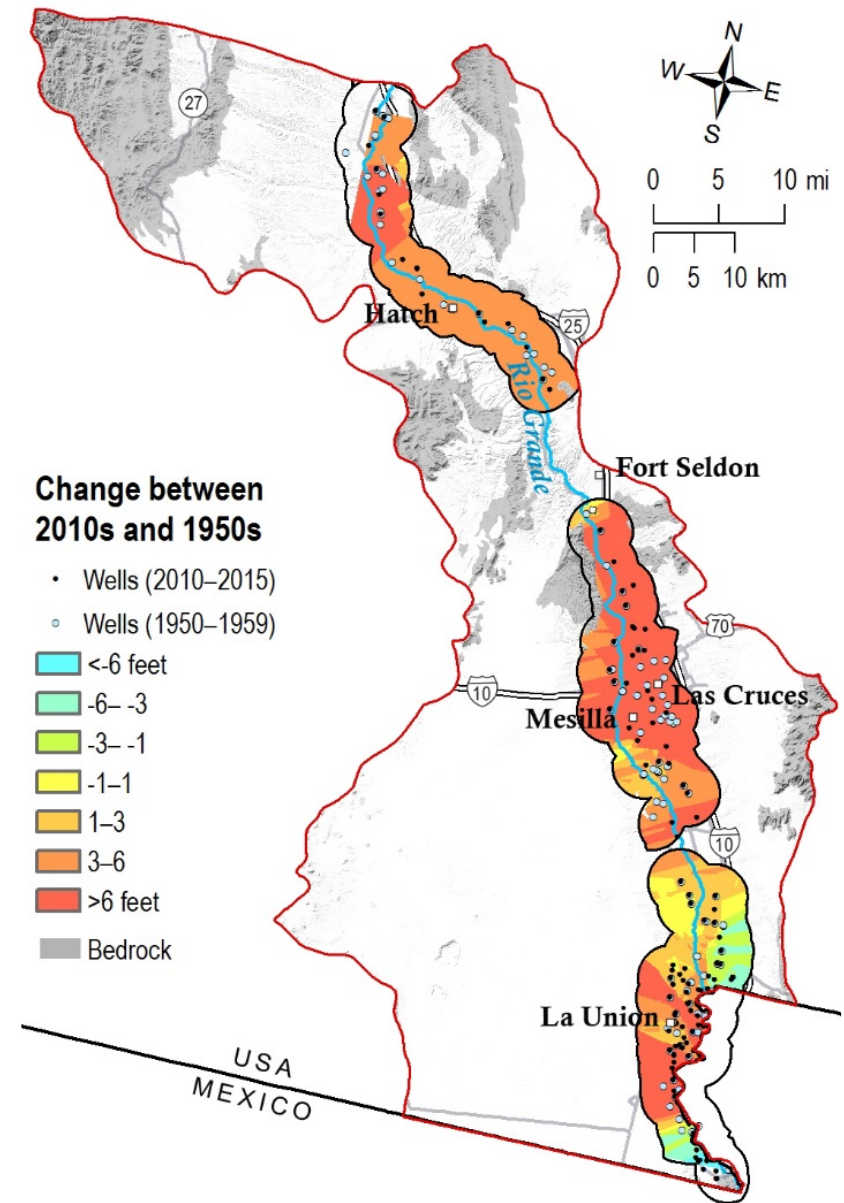 N
W
E
S
27
0 5 10 mi
0 5 10 km
Hatch
25
Rio Grande
Fort Seldon
Change between
2010s and 1950s
Wells (2010–2015)
Wells (1950–1959)
<-6 feet
-6– -3
-3– -1
-1–1
1–3
3–6
>6 feet
Bedrock
70
10
Las Cruces
Mesilla
10
La Union
USA
MEXICO